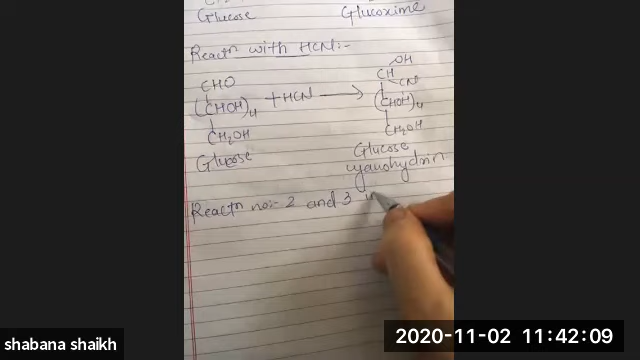 Glucose Glucoxime
Reactn with HCN:-
OH
CHO CH
CN
(CHOH)4 + HCN → (CHOH)4
CH2OH CH2OH
Glucose Glucose
cyanohydrin
Reactn no:- 2 and 3
shabana shaikh
2020-11-02 11:42:09